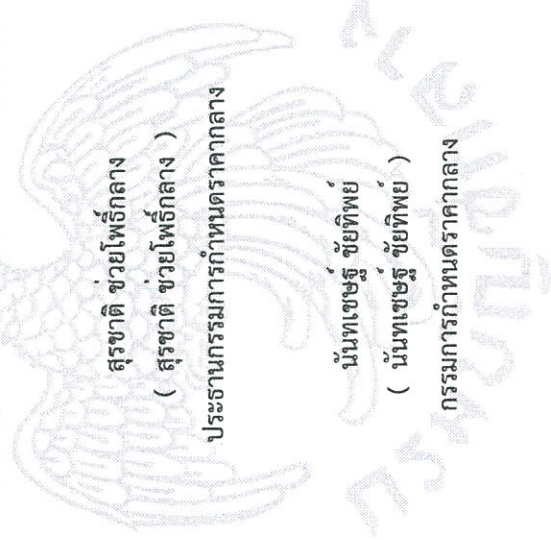 สุรชาติ ช่วยโพธิ์กลาง
( สุรชาติ ช่วยโพธิ์กลาง )
ประธานกรรมการกำหนดราคากลาง
นันทเชษฐ์ ชัยทิพย์
( นันทเชษฐ์ ชัยทิพย์ )
กรรมการกำหนดราคากลาง